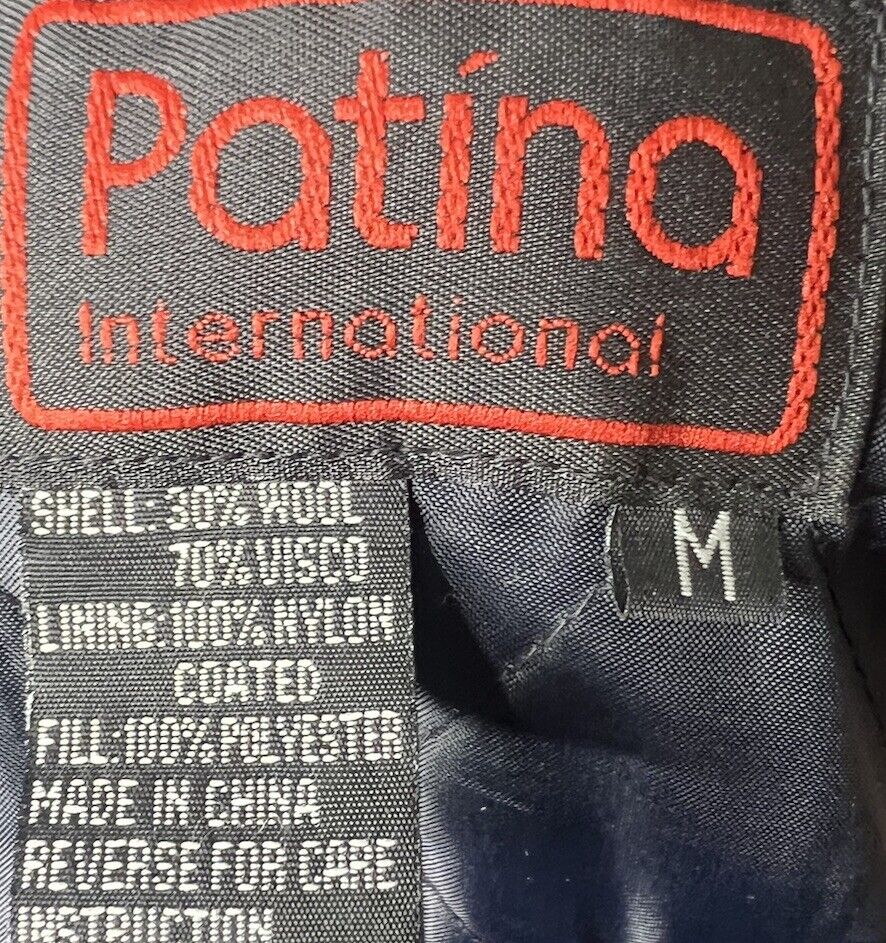 Patína
International
M
SHELL: 30% WOOL
70% VISCO
LINING:100% NYLON
COATED
FILL:100% POLYESTER
MADE IN CHINA
REVERSE FOR CARE
INSTRUCTION